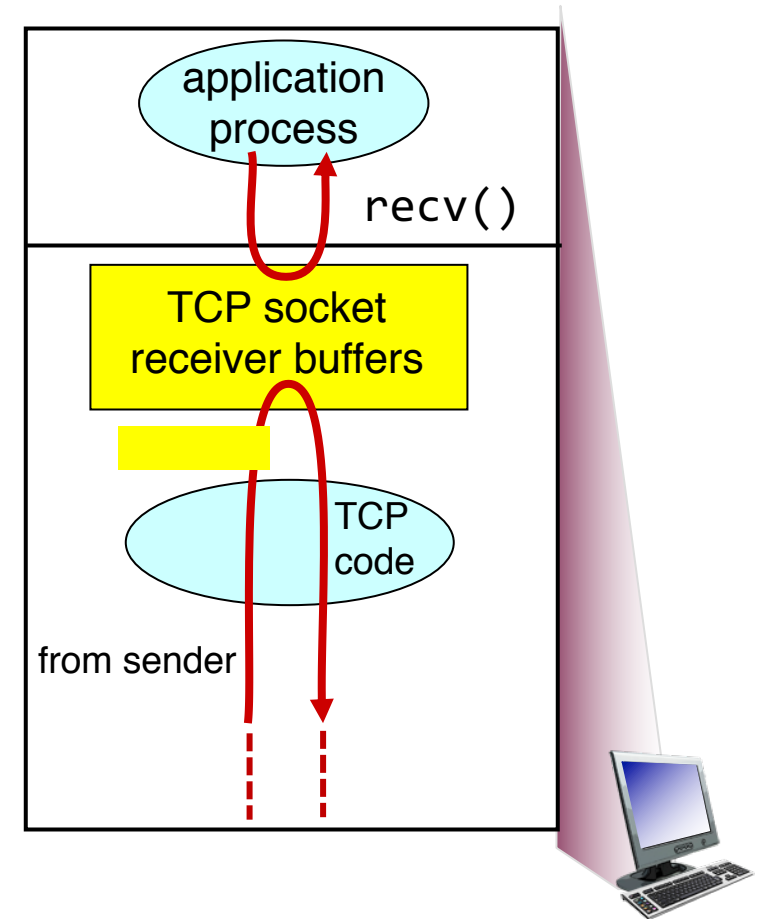 application
process
recv()
TCP socket
receiver buffers
TCP
code
from sender